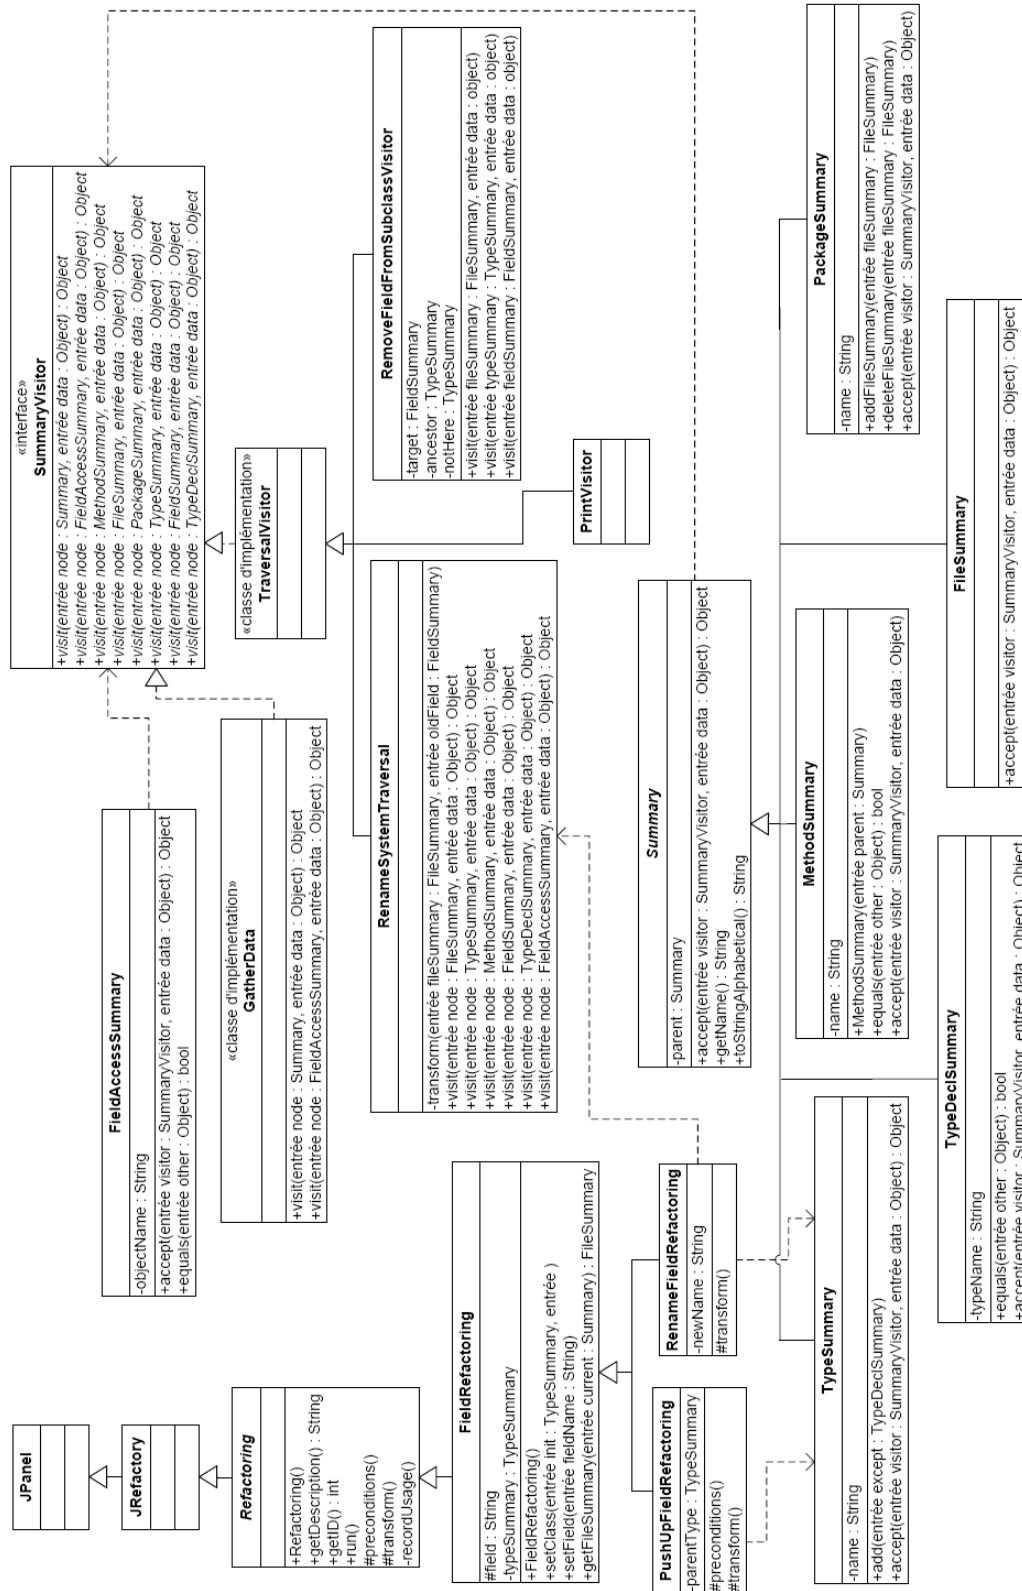 JPanel
JRefactory
Refactoring
+Refactoring()
+getDescription() : String
+getID() : int
+run()
#preconditions()
#transform()
-recordUsage()
FieldRefactoring
#field : String
-typeSummary : TypeSummary
+FieldRefactoring()
+setClass(entrée init : TypeSummary, entrée )
+setField(entrée fieldName : String)
+getFileSummary(entrée current : Summary) : FileSummary
PushUpFieldRefactoring
-parentType : TypeSummary
#preconditions()
#transform()
RenameFieldRefactoring
-newName : String
#transform()
FieldAccessSummary
-objectName : String
+accept(entrée visitor : SummaryVisitor, entrée data : Object) : Object
+equals(entrée other : Object) : bool
«classe d'implémentation»
GatherData
+visit(entrée node : Summary, entrée data : Object) : Object
+visit(entrée node : FieldAccessSummary, entrée data : Object) : Object
«interface»
SummaryVisitor
+visit(entrée node : Summary, entrée data : Object) : Object
+visit(entrée node : FieldAccessSummary, entrée data : Object) : Object
+visit(entrée node : MethodSummary, entrée data : Object) : Object
+visit(entrée node : FileSummary, entrée data : Object) : Object
+visit(entrée node : PackageSummary, entrée data : Object) : Object
+visit(entrée node : TypeSummary, entrée data : Object) : Object
+visit(entrée node : FieldSummary, entrée data : Object) : Object
+visit(entrée node : TypeDeclSummary, entrée data : Object) : Object
«classe d'implémentation»
TraversalVisitor
RenameSystemTraversal
-transform(entrée fileSummary : FileSummary, entrée oldField : FieldSummary)
+visit(entrée node : FileSummary, entrée data : Object) : Object
+visit(entrée node : TypeSummary, entrée data : Object) : Object
+visit(entrée node : MethodSummary, entrée data : Object) : Object
+visit(entrée node : FieldSummary, entrée data : Object) : Object
+visit(entrée node : TypeDeclSummary, entrée data : Object) : Object
+visit(entrée node : FieldAccessSummary, entrée data : Object) : Object
RemoveFieldFromSubclassVisitor
-target : FieldSummary
-ancestor : TypeSummary
-notHere : TypeSummary
+visit(entrée fileSummary : FileSummary, entrée data : object)
+visit(entrée typeSummary : TypeSummary, entrée data : object)
+visit(entrée fieldSummary : FieldSummary, entrée data : object)
PrintVisitor
Summary
-parent : Summary
+accept(entrée visitor : SummaryVisitor, entrée data : Object) : Object
+getName() : String
+toStringAlphabetical() : String
TypeSummary
-name : String
+add(entrée except : TypeDeclSummary)
+accept(entrée visitor : SummaryVisitor, entrée data : Object) : Object
MethodSummary
-name : String
+MethodSummary(entrée parent : Summary)
+equals(entrée other : Object) : bool
+accept(entrée visitor : SummaryVisitor, entrée data : Object)
PackageSummary
-name : String
+addFileSummary(entrée fileSummary : FileSummary)
+deleteFileSummary(entrée fileSummary : FileSummary)
+accept(entrée visitor : SummaryVisitor, entrée data : Object)
TypeDeclSummary
-typeName : String
+equals(entrée other : Object) : bool
+accept(entrée visitor : SummaryVisitor, entrée data : Object) : Object
FileSummary
+accept(entrée visitor : SummaryVisitor, entrée data : Object) : Object